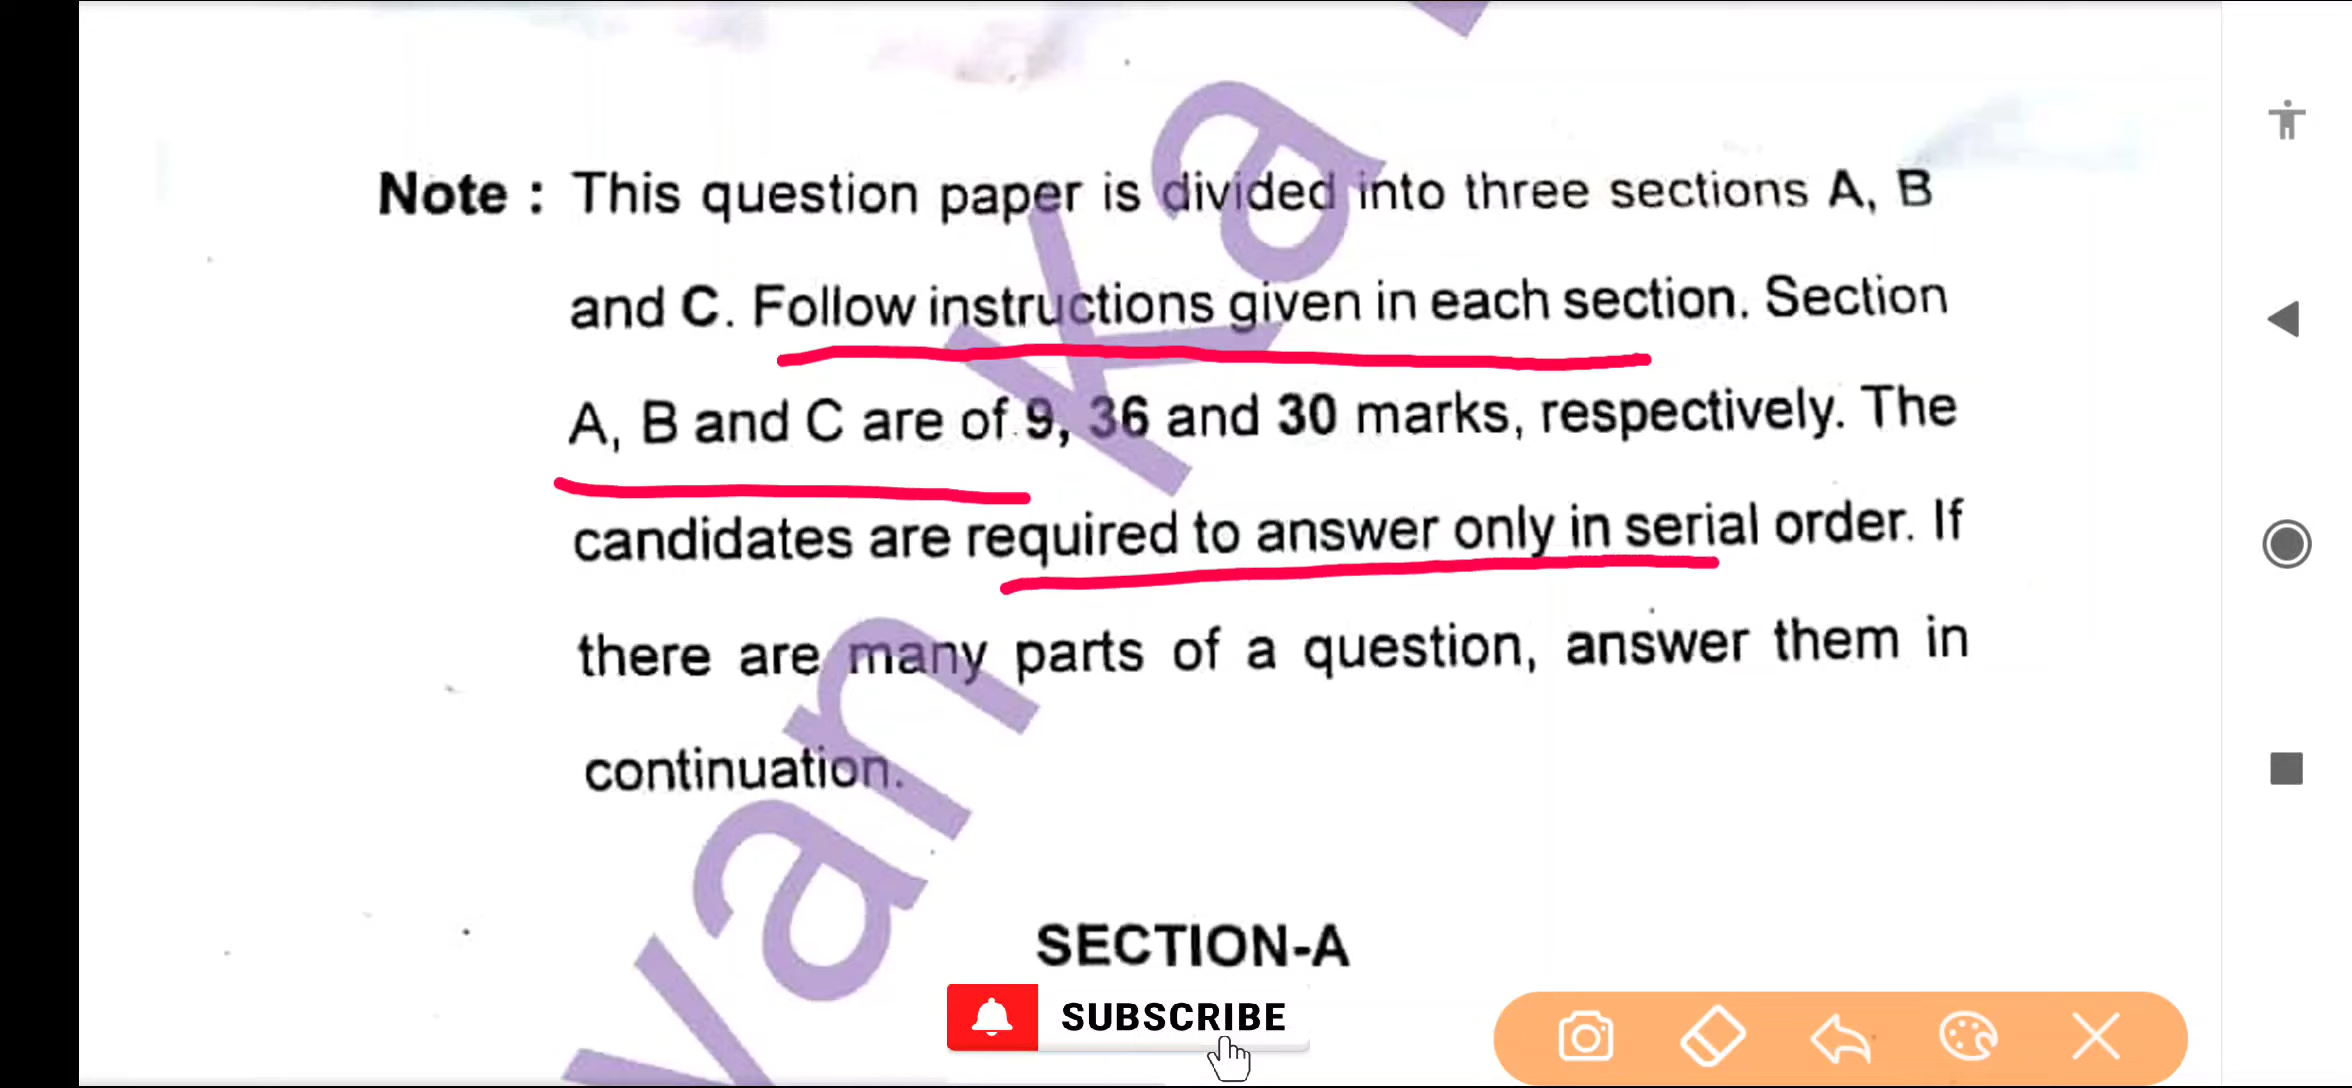 Ka
Note : This question paper is divided into three sections A, B
and C. Follow instructions given in each section. Section
A, B and C are of 9, 36 and 30 marks, respectively. The
candidates are required to answer only in serial order. If
there are many parts of a question, answer them in
continuation.
van
SECTION-A
SUBSCRIBE